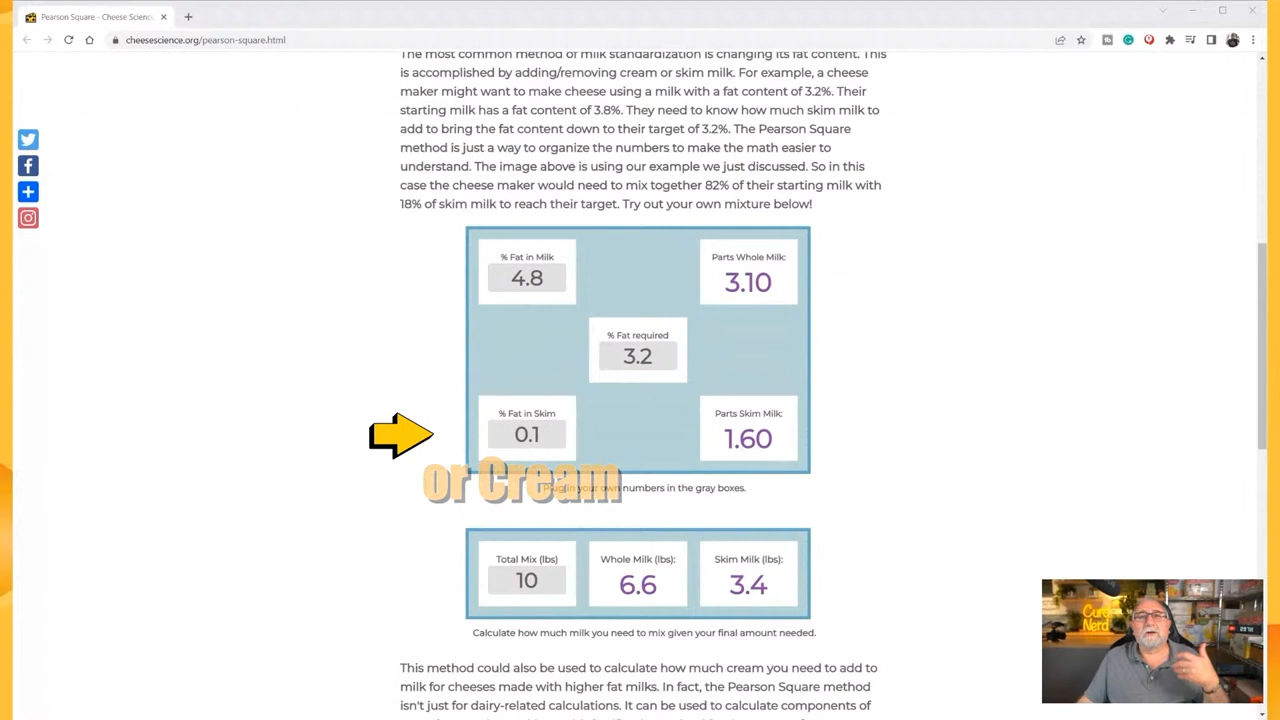 Pearson Square - Cheese Scienc
cheesescience.org/pearson-square.html
The most common method of milk standardization is changing its fat content. This
is accomplished by adding/removing cream or skim milk. For example, a cheese
maker might want to make cheese using a milk with a fat content of 3.2%. Their
starting milk has a fat content of 3.8%. They need to know how much skim milk to
add to bring the fat content down to their target of 3.2%. The Pearson Square
method is just a way to organize the numbers to make the math easier to
understand. The image above is using our example we just discussed. So in this
case the cheese maker would need to mix together 82% of their starting milk with
18% of skim milk to reach their target. Try out your own mixture below!
% Fat in Milk
4.8
Parts Whole Milk:
3.10
% Fat required
3.2
% Fat in Skim
0.1
Parts Skim Milk:
1.60
or Cream
Plug in your own numbers in the gray boxes.
Total Mix (lbs)
10
Whole Milk (lbs):
6.6
Skim Milk (lbs):
3.4
Calculate how much milk you need to mix given your final amount needed.
This method could also be used to calculate how much cream you need to add to
milk for cheeses made with higher fat milks. In fact, the Pearson Square method
isn't just for dairy-related calculations. It can be used to calculate components of
Curd
Nerd